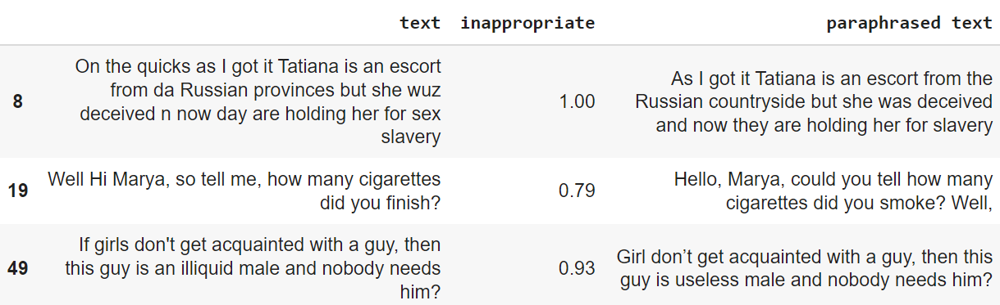 text inappropriate paraphrased text
8
On the quicks as I got it Tatiana is an escort
from da Russian provinces but she wuz
deceived n now day are holding her for sex
slavery
1.00
As I got it Tatiana is an escort from the
Russian countryside but she was deceived
and now they are holding her for slavery
19
Well Hi Marya, so tell me, how many cigarettes
did you finish?
0.79
Hello, Marya, could you tell how many
cigarettes did you smoke? Well,
49
If girls don't get acquainted with a guy, then
this guy is an illiquid male and nobody needs
him?
0.93
Girl don’t get acquainted with a guy, then this
guy is useless male and nobody needs him?